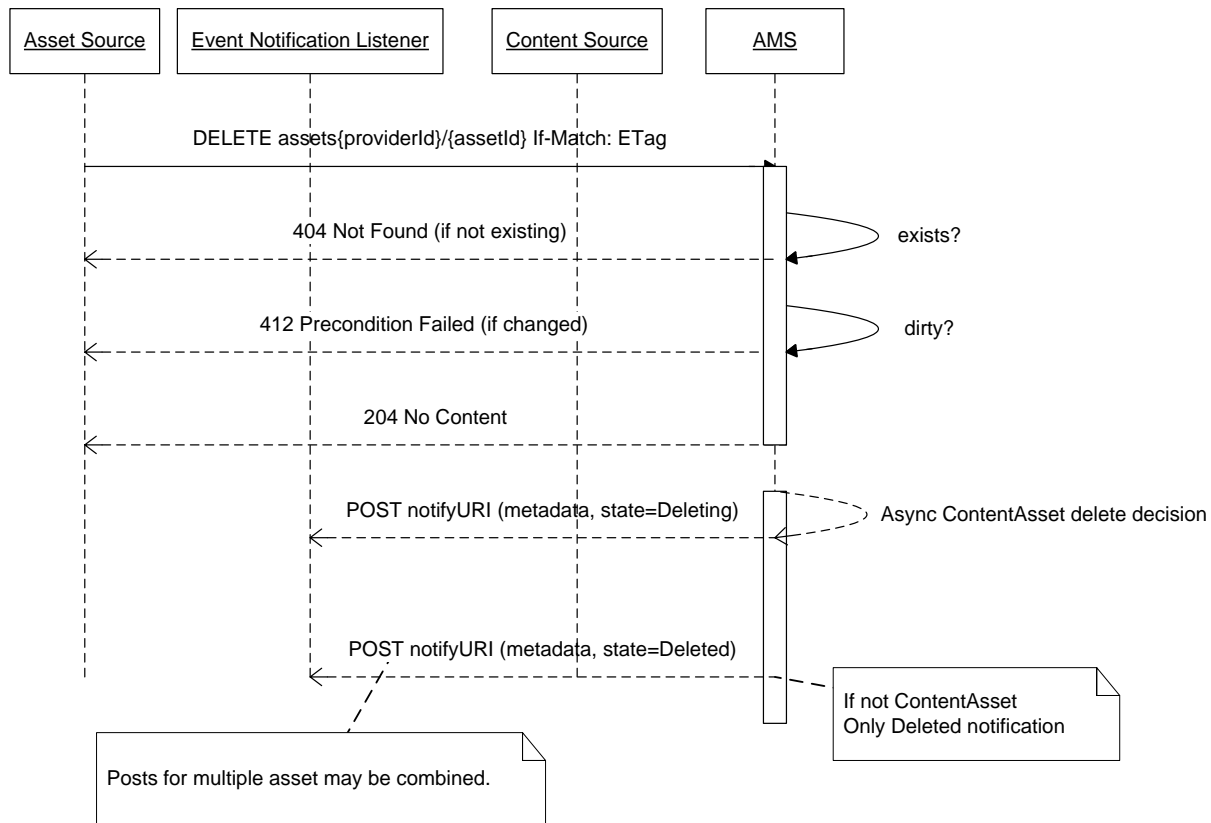 Asset Source
Event Notification Listener
Content Source
AMS
DELETE assets{providerId}/{assetId} If-Match: ETag
404 Not Found (if not existing)
exists?
412 Precondition Failed (if changed)
dirty?
204 No Content
POST notifyURI (metadata, state=Deleting)
Async ContentAsset delete decision
POST notifyURI (metadata, state=Deleted)
If not ContentAsset
Only Deleted notification
Posts for multiple asset may be combined.